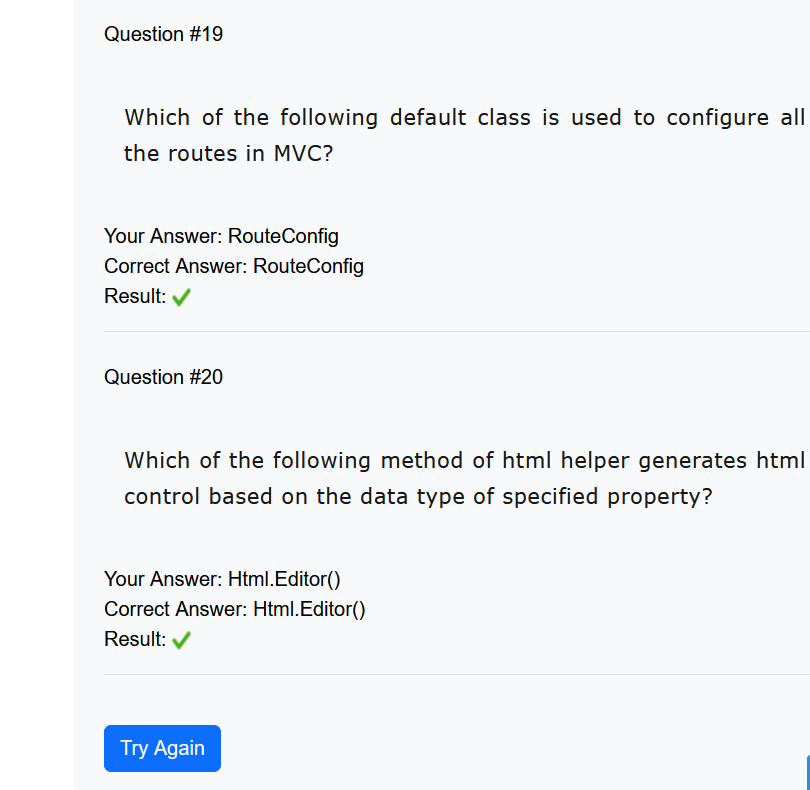 Question #19
Which of the following default class is used to configure all
the routes in MVC?
Your Answer: RouteConfig
Correct Answer: RouteConfig
Result:
Question #20
Which of the following method of html helper generates html
control based on the data type of specified property?
Your Answer: Html.Editor()
Correct Answer: Html.Editor()
Result:
Try Again